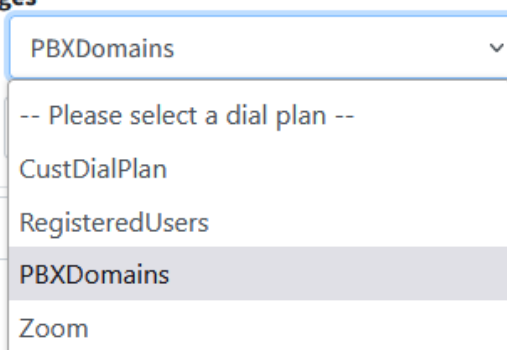 PBXDomains
-- Please select a dial plan --
CustDialPlan
RegisteredUsers
PBXDomains
Zoom